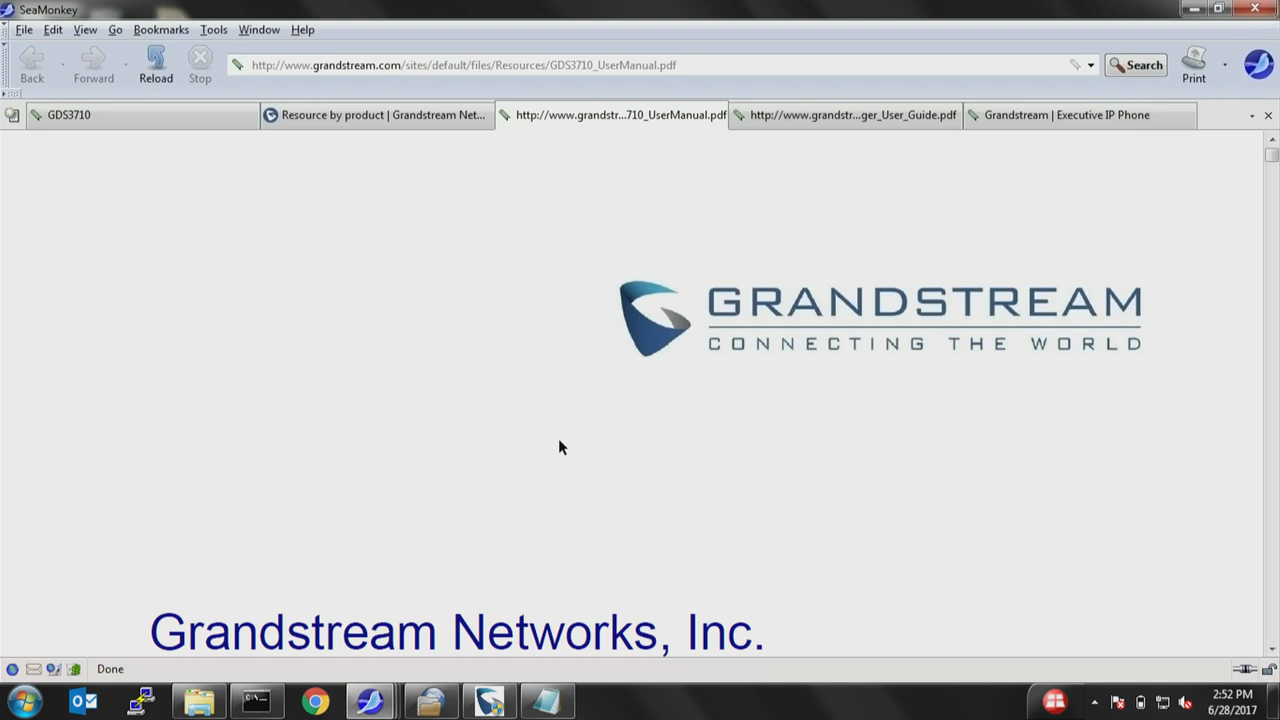 SeaMonkey
File Edit View Go Bookmarks Tools Window Help
Back Forward Reload Stop
http://www.grandstream.com/sites/default/files/Resources/GDS3710_UserManual.pdf
Search
Print
GDS3710
Resource by product | Grandstream Net...
http://www.grandstr...710_UserManual.pdf
http://www.grandstr...ger_User_Guide.pdf
Grandstream | Executive IP Phone
GRANDSTREAM
CONNECTING THE WORLD
Grandstream Networks, Inc.
Done
2:52 PM
6/28/2017